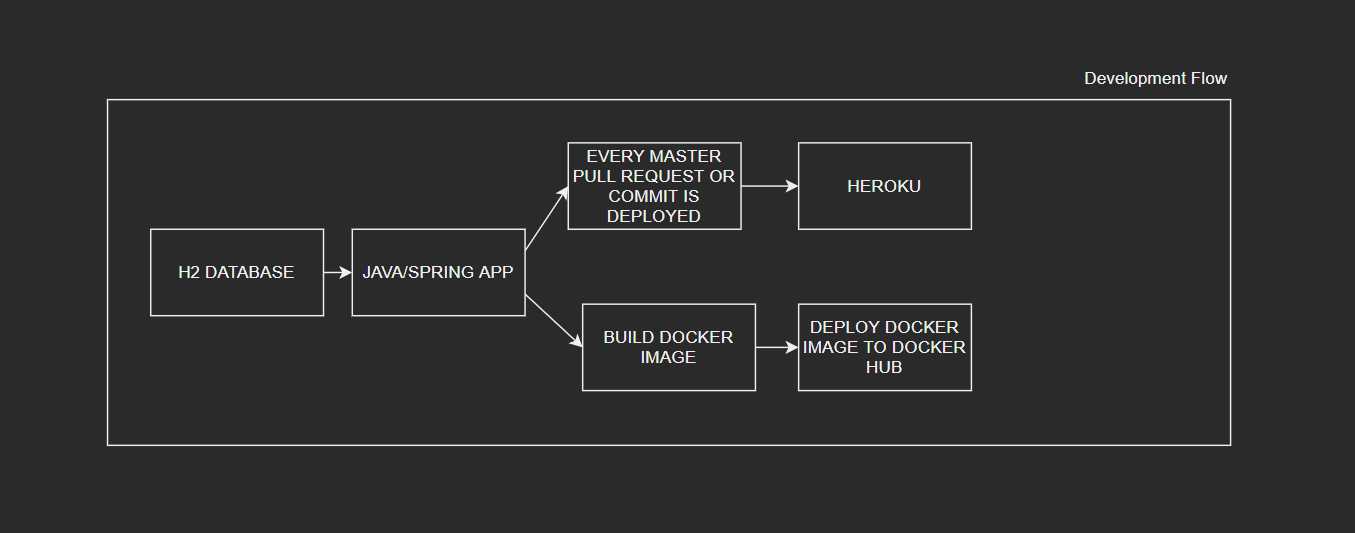 Development Flow
H2 DATABASE
JAVA/SPRING APP
EVERY MASTER
PULL REQUEST OR
COMMIT IS
DEPLOYED
HEROKU
BUILD DOCKER
IMAGE
DEPLOY DOCKER
IMAGE TO DOCKER
HUB